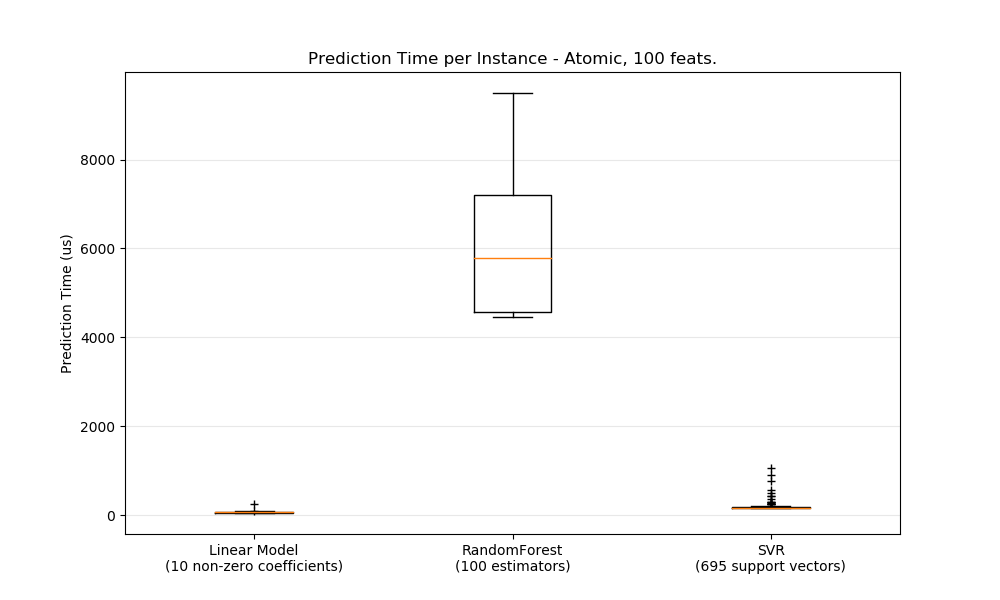 Prediction Time per Instance - Atomic, 100 feats.
Prediction Time (us)
8000
6000
4000
2000
0
Linear Model
(10 non-zero coefficients)
RandomForest
(100 estimators)
SVR
(695 support vectors)